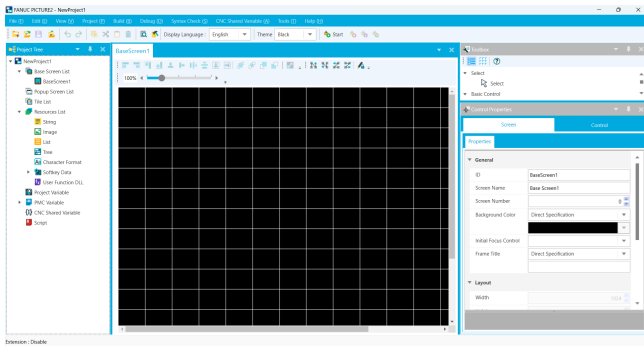 FANUC PICTURE2 - NewProject1
File (F) Edit (E) View (V) Project (P) Build (B) Debug (D) Syntax Check (S) CNC Shared Variable (A) Tools (T) Help (H)
Display Language : English Theme Black Start
Project Tree
NewProject1
Base Screen List
BaseScreen1
Popup Screen List
Tile List
Resources List
String
Image
List
Tree
Character Format
Softkey Data
User Function DLL
Project Variable
PMC Variable
CNC Shared Variable
Script
BaseScreen1
100%
Toolbox
Select
Select
Basic Control
Control Properties
Screen Control
Properties
General
ID BaseScreen1
Screen Name Base Screen1
Screen Number 0
Background Color Direct Specification
Initial Focus Control
Frame Title Direct Specification
Layout
Width 1024
Extension : Disable